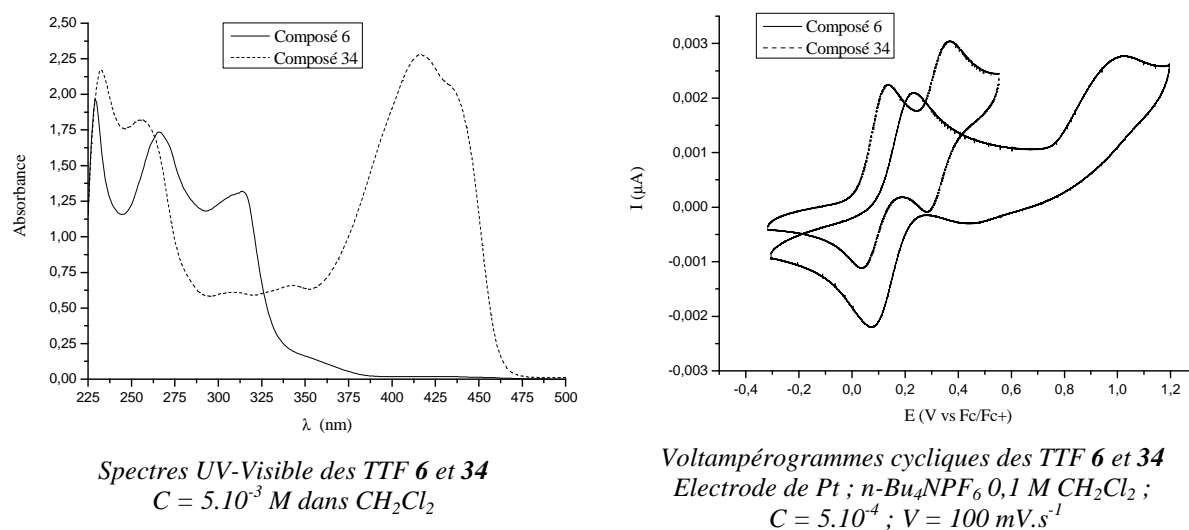 2,50
2,25
2,00
1,75
1,50
1,25
1,00
0,75
0,50
0,25
0,00
Absorbance
Composé 6
Composé 34
225 250 275 300 325 350 375 400 425 450 475 500
λ (nm)
Spectres UV-Visible des TTF 6 et 34
C = 5.10⁻³ M dans CH₂Cl₂
0,003
0,002
0,001
0,000
-0,001
-0,002
-0,003
I (µA)
Composé 6
Composé 34
-0,4 -0,2 0,0 0,2 0,4 0,6 0,8 1,0 1,2
E (V vs Fc/Fc+)
Voltampérogrammes cycliques des TTF 6 et 34
Electrode de Pt ; n-Bu₄NPF₆ 0,1 M CH₂Cl₂ ;
C = 5.10⁻⁴ ; V = 100 mV.s⁻¹